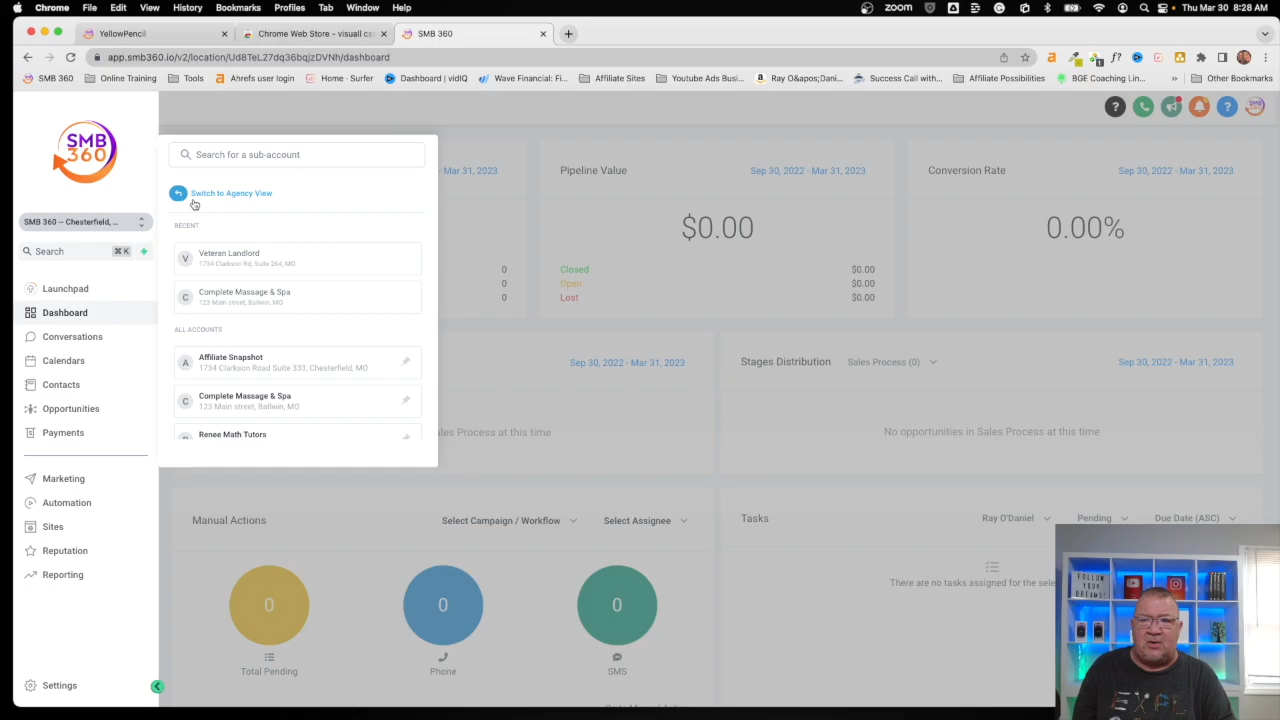 Chrome File Edit View History Bookmarks Profiles Tab Window Help
zoom
Thu Mar 30 8:28 AM
YellowPencil
Chrome Web Store - visuall cs
SMB 360
app.smb360.io/v2/location/Ud8TeL27dq36bqjzDVNh/dashboard
SMB 360
Online Training
Tools
Ahrefs user login
Home · Surfer
Dashboard | vidIQ
Wave Financial: Fi...
Affiliate Sites
Youtube Ads Busi...
Ray O&apos;Dani...
Success Call with...
Affiliate Possibilities
BGE Coaching Lin...
Other Bookmarks
SMB
360
SMB 360 -- Chesterfield, ...
Search ⌘ K
Launchpad
Dashboard
Conversations
Calendars
Contacts
Opportunities
Payments
Marketing
Automation
Sites
Reputation
Reporting
Settings
Search for a sub-account
Switch to Agency View
RECENT
V
Veteran Landlord
1734 Clarkson Rd, Suite 264, MO
C
Complete Massage & Spa
123 Main street, Ballwin, MO
ALL ACCOUNTS
A
Affiliate Snapshot
1734 Clarkson Road Suite 333, Chesterfield, MO
C
Complete Massage & Spa
123 Main street, Ballwin, MO
Renee Math Tutors
- Mar 31, 2023
0
0
0
Pipeline Value
Sep 30, 2022 - Mar 31, 2023
$0.00
Closed $0.00
Open $0.00
Lost $0.00
Conversion Rate
Sep 30, 2022 - Mar 31, 2023
0.00%
Sep 30, 2022 - Mar 31, 2023
ales Process at this time
Stages Distribution
Sales Process (0)
Sep 30, 2022 - Mar 31, 2023
No opportunities in Sales Process at this time
Manual Actions
Select Campaign / Workflow
Select Assignee
0
Total Pending
0
Phone
0
SMS
Tasks
Ray O'Daniel
Pending
Due Date (ASC)
There are no tasks assigned for the sele
FOLLOW
YOUR
DREAMS!